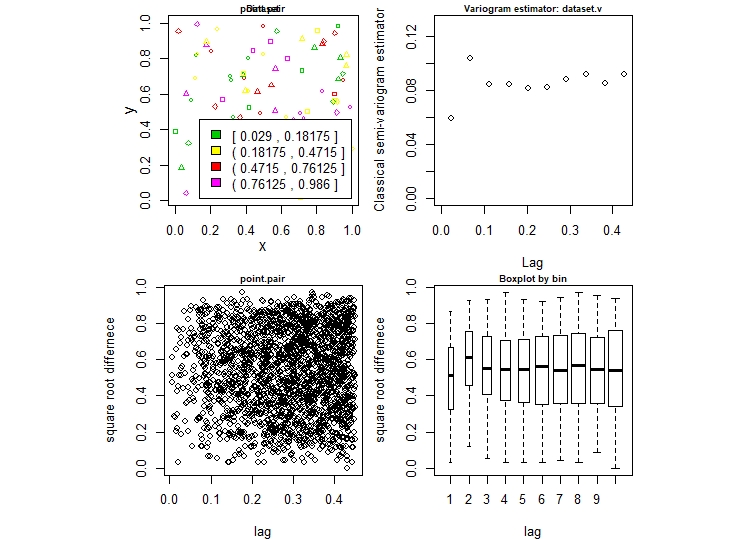 point.pair
Dataset
y
1.0
0.8
0.6
0.4
0.2
0.0
[ 0.029 , 0.18175 ]
( 0.18175 , 0.4715 ]
( 0.4715 , 0.76125 ]
( 0.76125 , 0.986 ]
0.0 0.2 0.4 0.6 0.8 1.0
x
Variogram estimator: dataset.v
Classical semi-variogram estimator
0.12
0.08
0.04
0.00
0.0 0.1 0.2 0.3 0.4
Lag
point.pair
square root differnece
1.0
0.8
0.6
0.4
0.2
0.0
0.0 0.1 0.2 0.3 0.4
lag
Boxplot by bin
square root differnece
1.0
0.8
0.6
0.4
0.2
0.0
1 2 3 4 5 6 7 8 9
lag